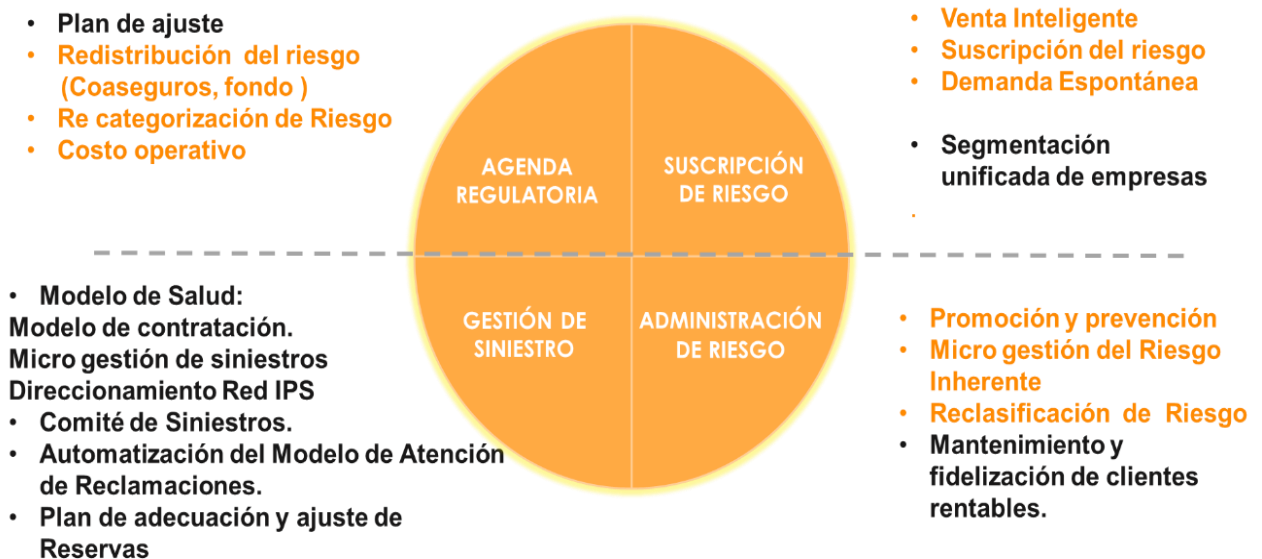 • Plan de ajuste
• Redistribución del riesgo
(Coaseguros, fondo )
• Re categorización de Riesgo
• Costo operativo
• Venta Inteligente
• Suscripción del riesgo
• Demanda Espontánea
• Segmentación
unificada de empresas
.
AGENDA
REGULATORIA
SUSCRIPCIÓN
DE RIESGO
GESTIÓN DE
SINIESTRO
ADMINISTRACIÓN
DE RIESGO
• Modelo de Salud:
Modelo de contratación.
Micro gestión de siniestros
Direccionamiento Red IPS
• Comité de Siniestros.
• Automatización del Modelo de Atención
de Reclamaciones.
• Plan de adecuación y ajuste de
Reservas
• Promoción y prevención
• Micro gestión del Riesgo
Inherente
• Reclasificación de Riesgo
• Mantenimiento y
fidelización de clientes
rentables.